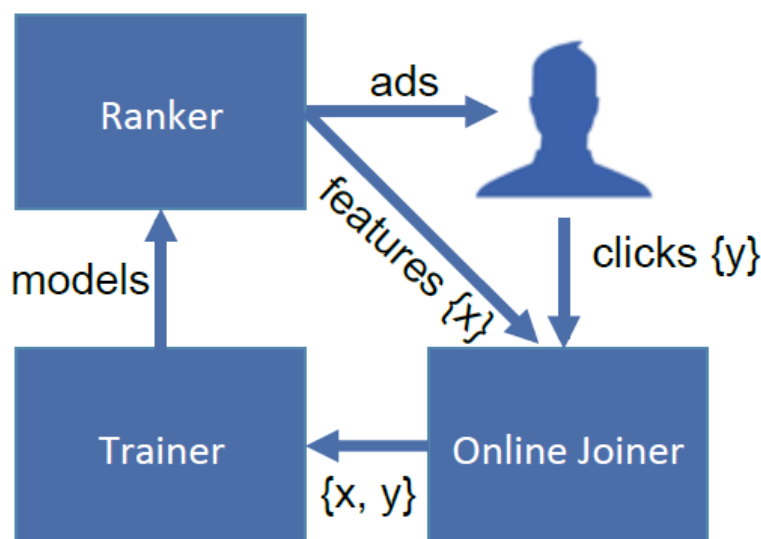 Ranker
ads
features {x}
clicks {y}
models
Trainer
Online Joiner
{x, y}